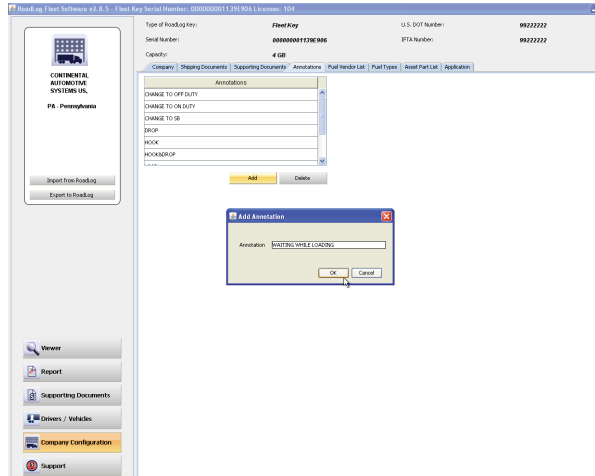 RoadLog Fleet Software v2.8.5 - Fleet Key Serial Number: 000000001139E906 Licenses: 104
Type of RoadLog Key: Fleet Key U.S. DOT Number: 99222222
Serial Number: 000000001139E906 IFTA Number: 99222222
Capacity: 4 GB
Company Shipping Documents Supporting Documents Annotations Fuel Vendor List Fuel Types Asset Part List Application
CONTINENTAL
AUTOMOTIVE
SYSTEMS US,
PA - Pennsylvania
Import from RoadLog
Export to RoadLog
Annotations
CHANGE TO OFF DUTY
CHANGE TO ON DUTY
CHANGE TO SB
DROP
HOOK
HOOK&DROP
Add Delete
Add Annotation
Annotation WAITING WHILE LOADING
OK Cancel
Viewer
Report
Supporting Documents
Drivers / Vehicles
Company Configuration
Support